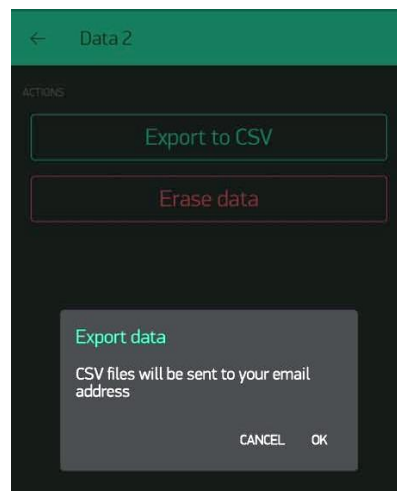 ← Data 2
ACTIONS
Export to CSV
Erase data
Export data
CSV files will be sent to your email
address
CANCEL OK